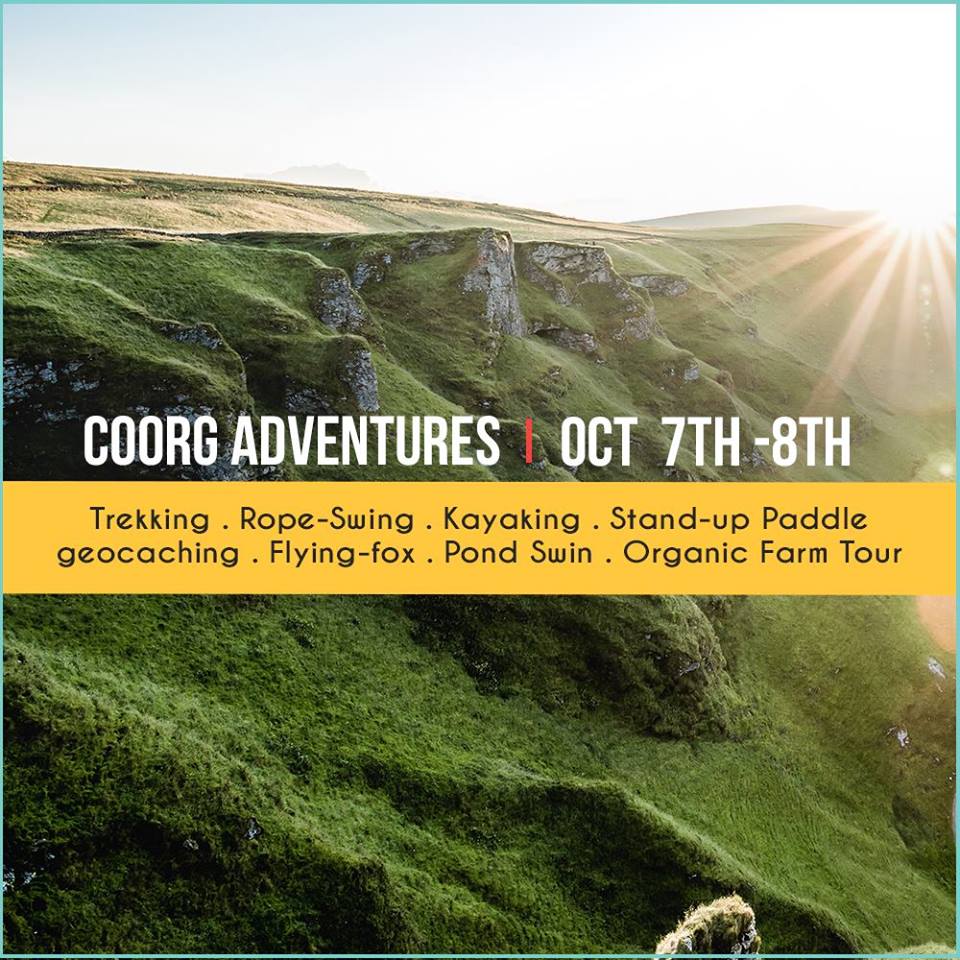 COORG ADVENTURES | OCT 7TH -8TH
Trekking . Rope-Swing . Kayaking . Stand-up Paddle
geocaching . Flying-fox . Pond Swin . Organic Farm Tour